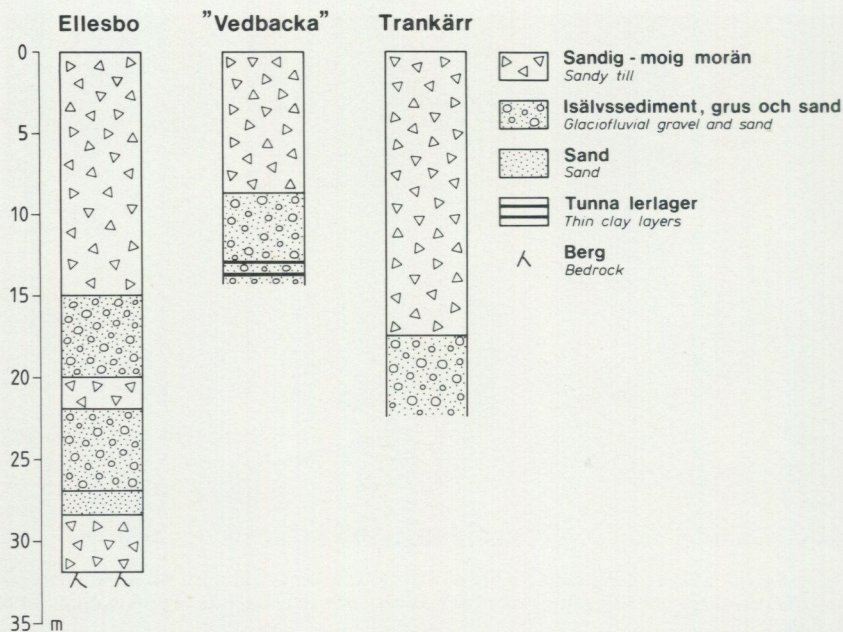 Ellesbo
"Vedbacka"
Trankärr
0
5
10
15
20
25
30
35 m
Sandig - moig morän
Sandy till
Isälvssediment, grus och sand
Glaciofluvial gravel and sand
Sand
Sand
Tunna lerlager
Thin clay layers
Berg
Bedrock